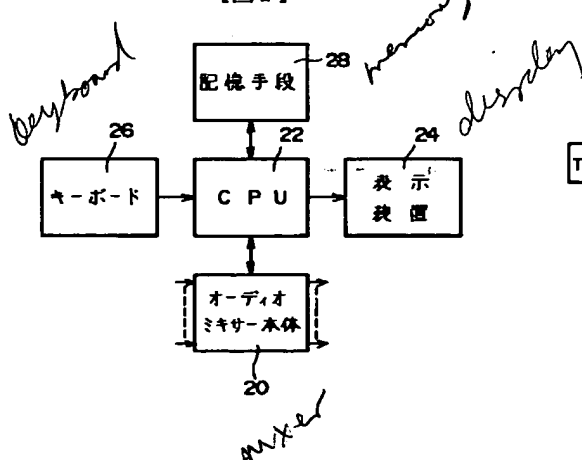 keyboard
memory
display
記憶手段
28
26
22
24
キーボード
CPU
表示
装置
T
オーディオ
ミキサー本体
20
mixer